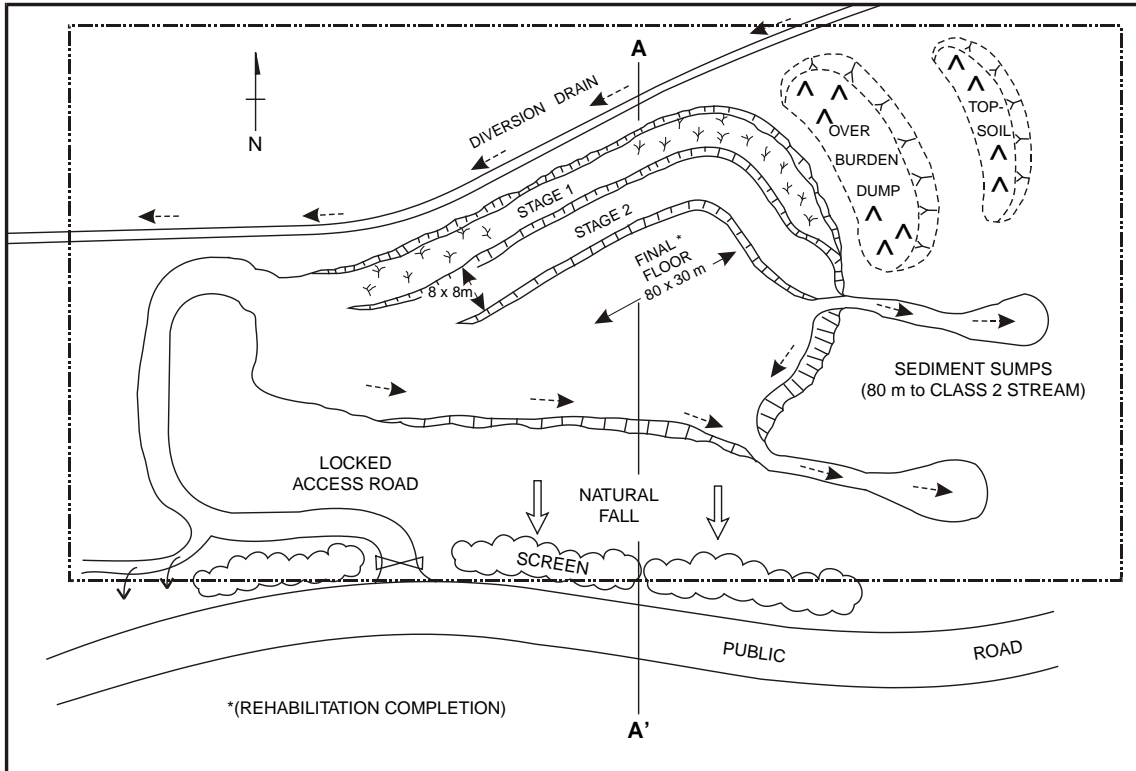 A
N
DIVERSION DRAIN
OVER
BURDEN
DUMP
TOP-
SOIL
STAGE 1
STAGE 2
8 x 8m
FINAL*
FLOOR
80 x 30 m
SEDIMENT SUMPS
(80 m to CLASS 2 STREAM)
LOCKED
ACCESS ROAD
NATURAL
FALL
SCREEN
PUBLIC ROAD
*(REHABILITATION COMPLETION)
A'